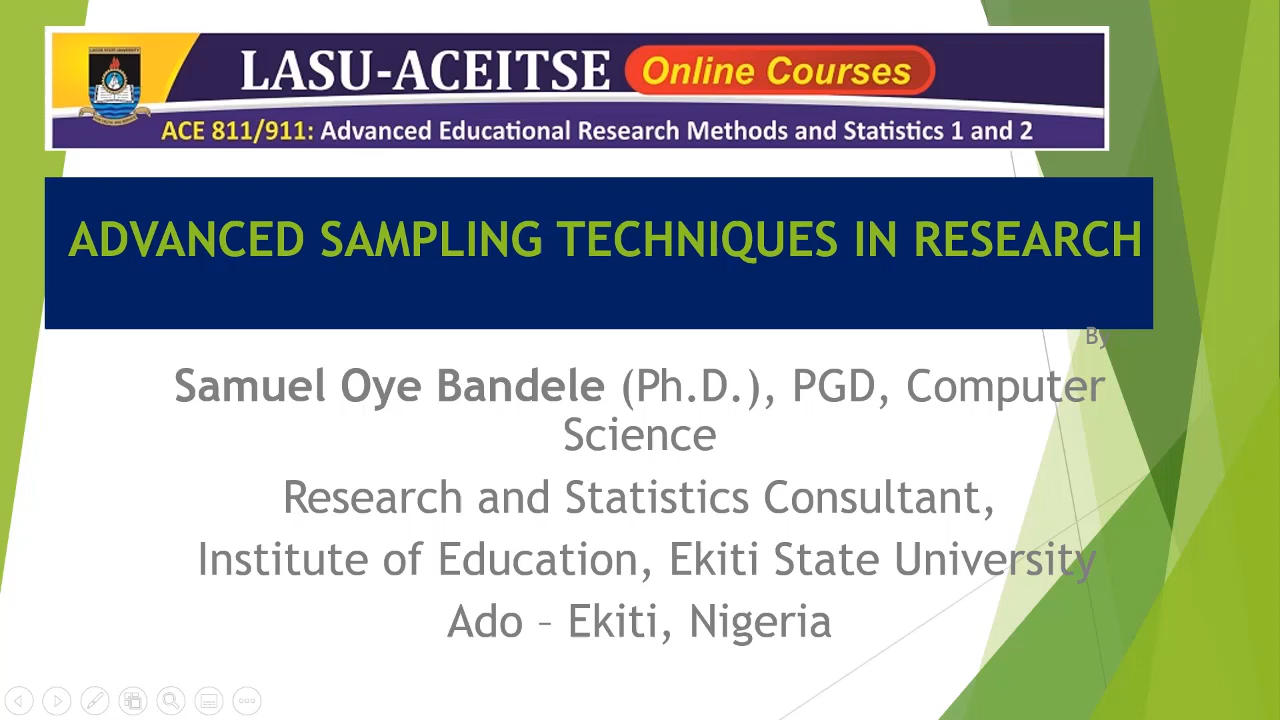 LASU-ACEITSE Online Courses
ACE 811/911: Advanced Educational Research Methods and Statistics 1 and 2
ADVANCED SAMPLING TECHNIQUES IN RESEARCH
By
Samuel Oye Bandele (Ph.D.), PGD, Computer
Science
Research and Statistics Consultant,
Institute of Education, Ekiti State University
Ado – Ekiti, Nigeria